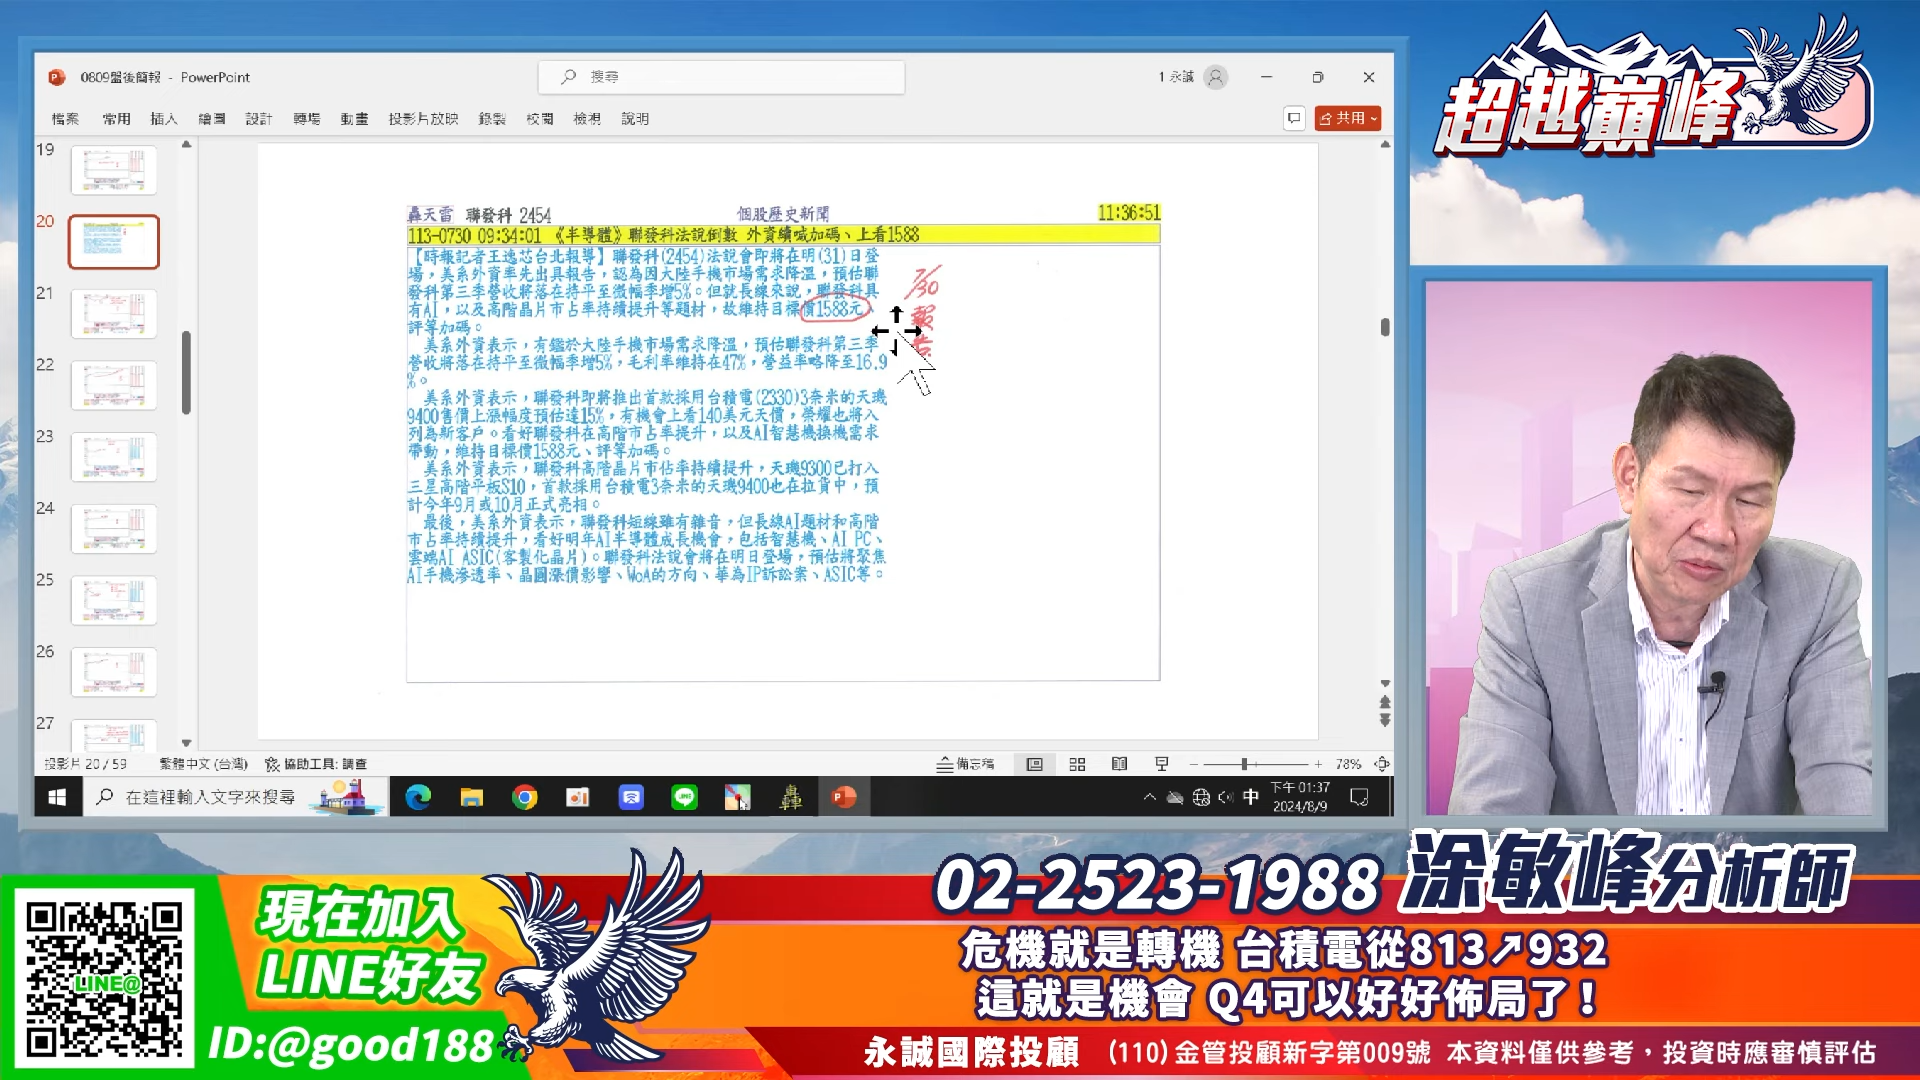 0809盤後簡報 - PowerPoint
搜尋
1 永誠
檔案 常用 插入 繪圖 設計 轉場 動畫 投影片放映 錄製 校閱 檢視 說明
共用
超越巔峰
19
20
21
22
23
24
25
26
27
轟天雷 聯發科 2454 個股歷史新聞 11:36:51
113-0730 09:34:01 《半導體》聯發科法說倒數 外資續喊加碼、上看1588
【時報記者王逸芯台北報導】聯發科(2454)法說會即將在明(31)日登
場，美系外資率先出具報告，認為因大陸手機市場需求降溫，預估聯
發科第三季營收將落在持平至微幅季增5%。但就長線來說，聯發科具
有AI，以及高階晶片市占率持續提升等題材，故維持目標價1588元、
評等加碼。
美系外資表示，有鑑於大陸手機市場需求降溫，預估聯發科第三季
營收將落在持平至微幅季增5%，毛利率維持在47%，營益率略降至16.9
%。
美系外資表示，聯發科即將推出首款採用台積電(2330)3奈米的天璣
9400售價上漲幅度預估達15%，有機會上看140美元天價，榮耀也將入
列為新客戶。看好聯發科在高階市占率提升，以及AI智慧機換機需求
帶動，維持目標價1588元、評等加碼。
美系外資表示，聯發科高階晶片市佔率持續提升，天璣9300已打入
三星高階平板S10，首款採用台積電3奈米的天璣9400也在拉貨中，預
計今年9月或10月正式亮相。
最後，美系外資表示，聯發科短線雖有雜音，但長線AI題材和高階
市占率持續提升，看好明年AI半導體成長機會，包括智慧機、AI PC、
雲端AI ASIC(客製化晶片)。聯發科法說會將在明日登場，預估將聚焦
AI手機滲透率、晶圓漲價影響、WoA的方向、華為IP訴訟案、ASIC等。
7/30
報
告
投影片 20 / 59 繁體中文 (台灣) 協助工具: 調查 備忘稿 78%
在這裡輸入文字來搜尋
轟
中
下午 01:37
2024/8/9
02-2523-1988 涂敏峰分析師
現在加入
LINE好友
LINE@
ID:@good188
危機就是轉機 台積電從813↗932
這就是機會 Q4可以好好佈局了！
永誠國際投顧 (110)金管投顧新字第009號 本資料僅供參考，投資時應審慎評估